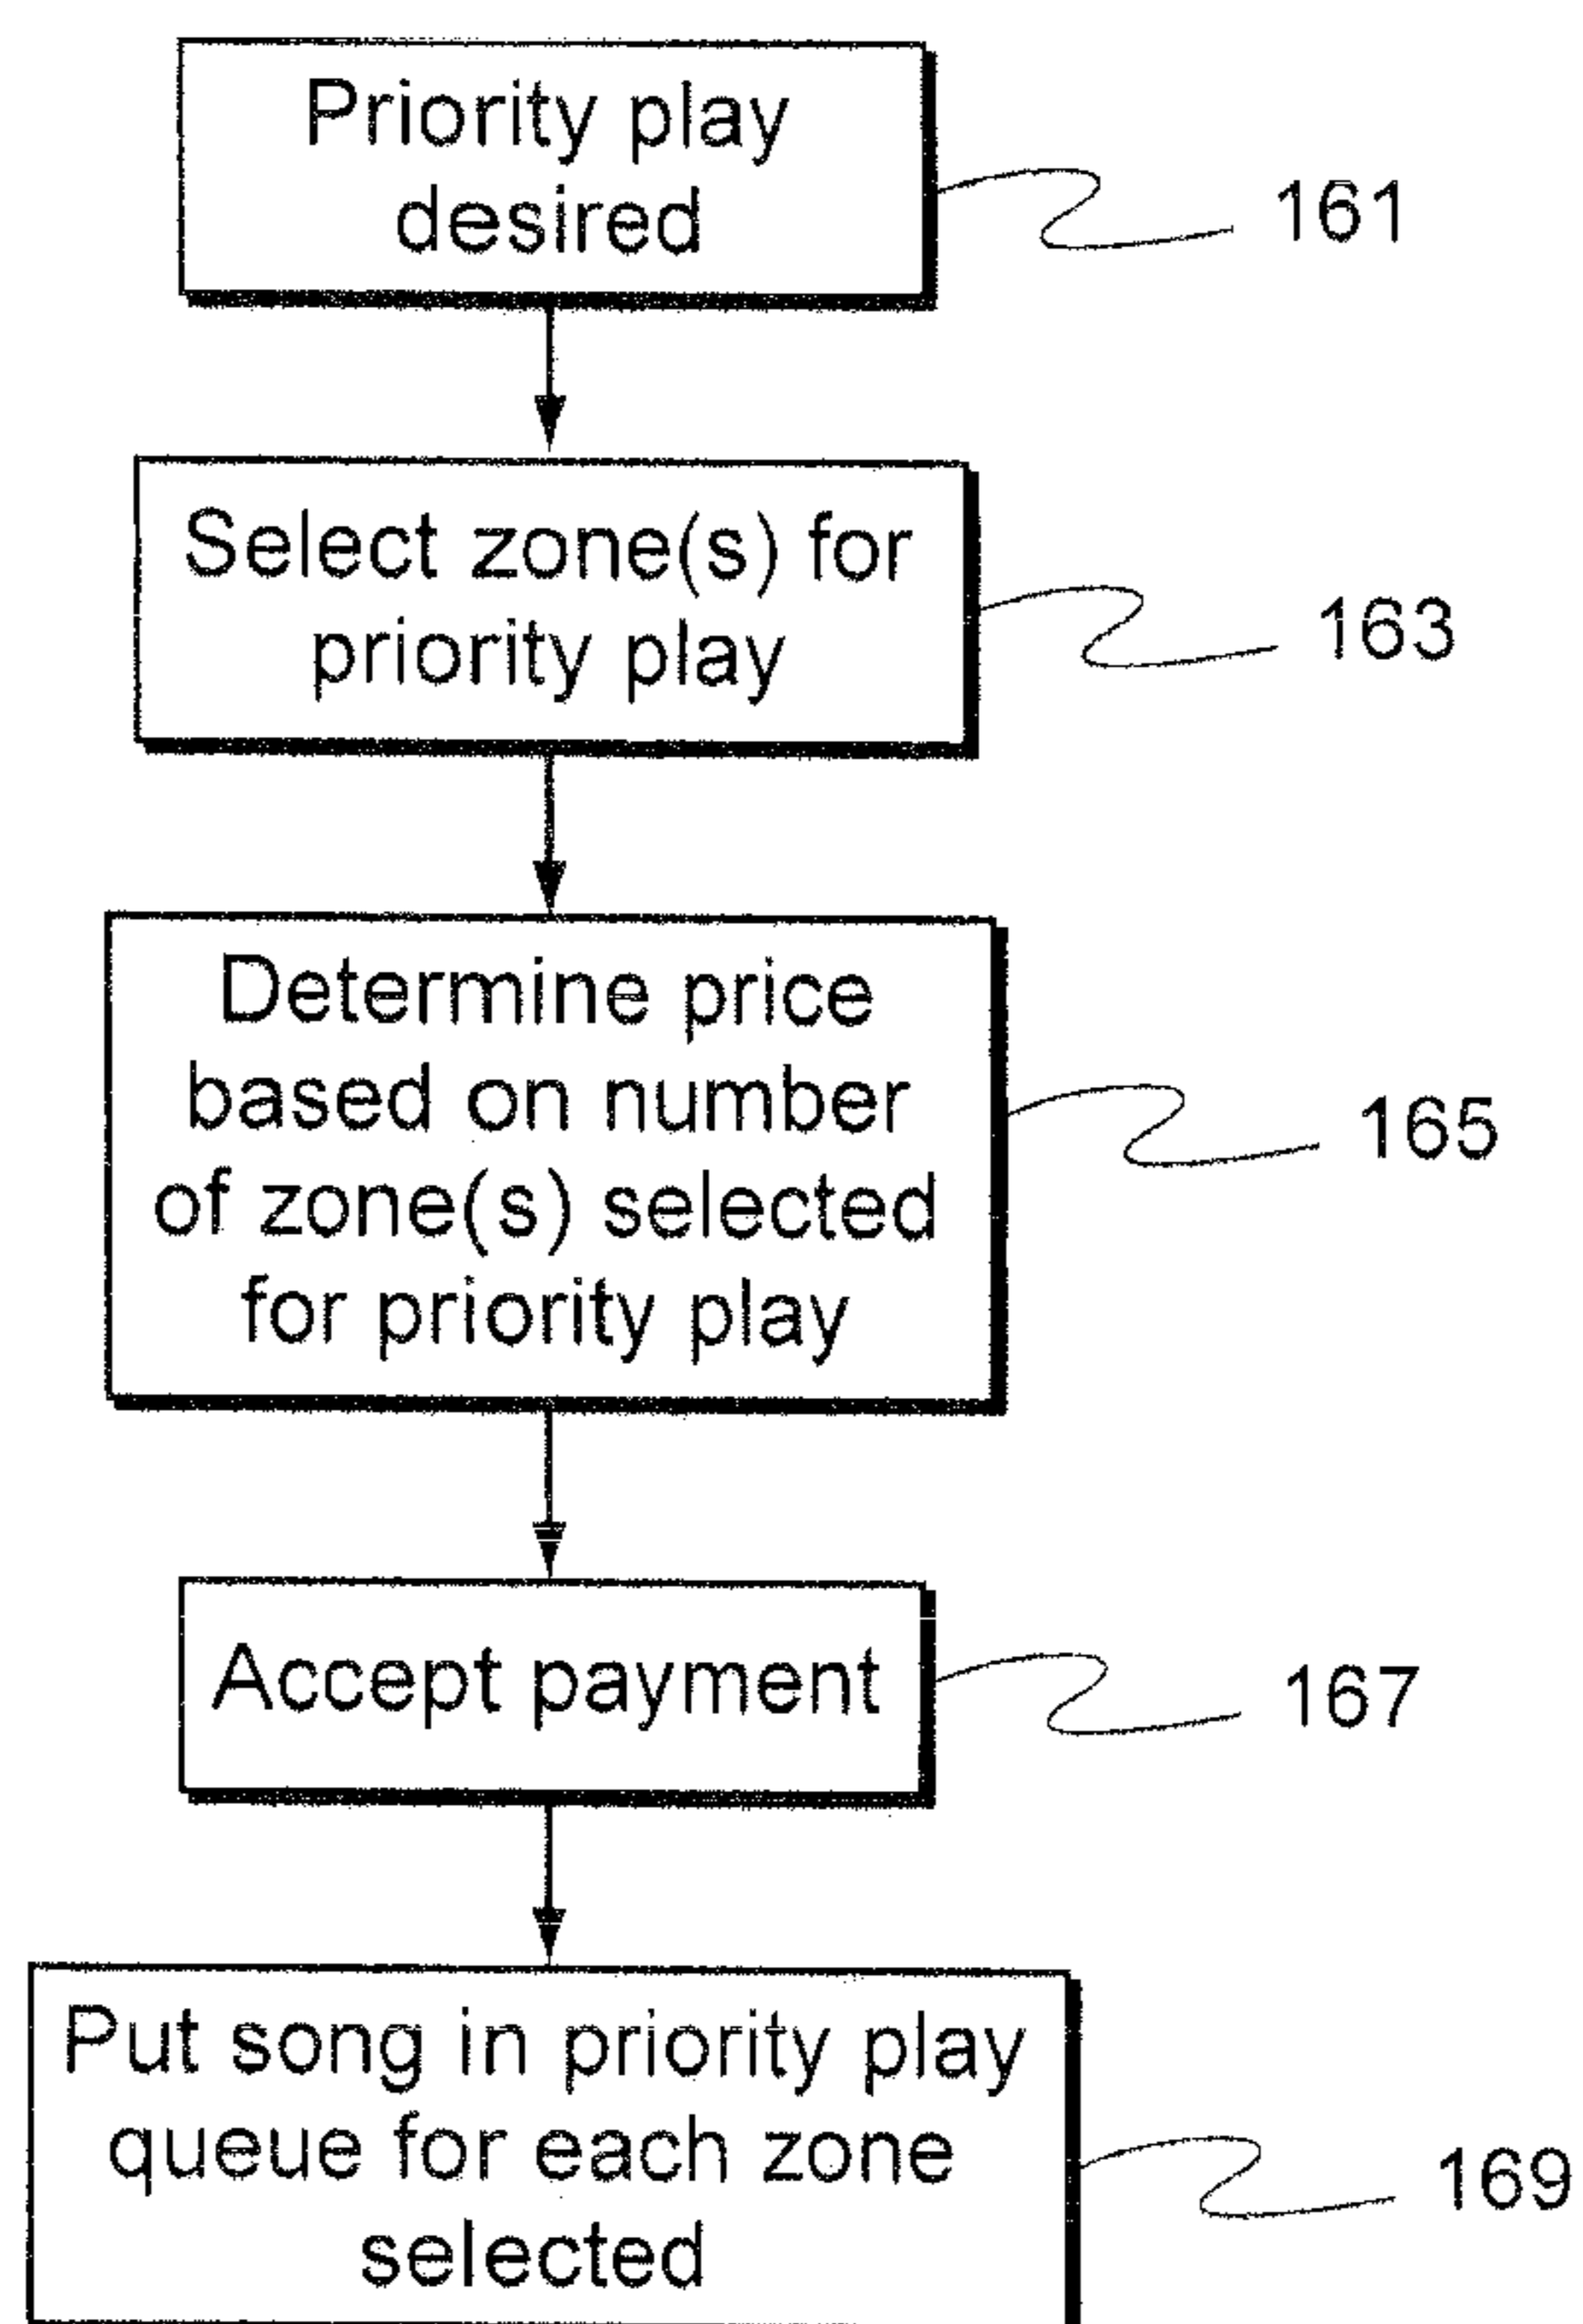 Priority play
desired
161
Select zone(s) for
priority play
163
Determine price
based on number
of zone(s) selected
for priority play
165
Accept payment
167
Put song in priority play
queue for each zone
selected
169